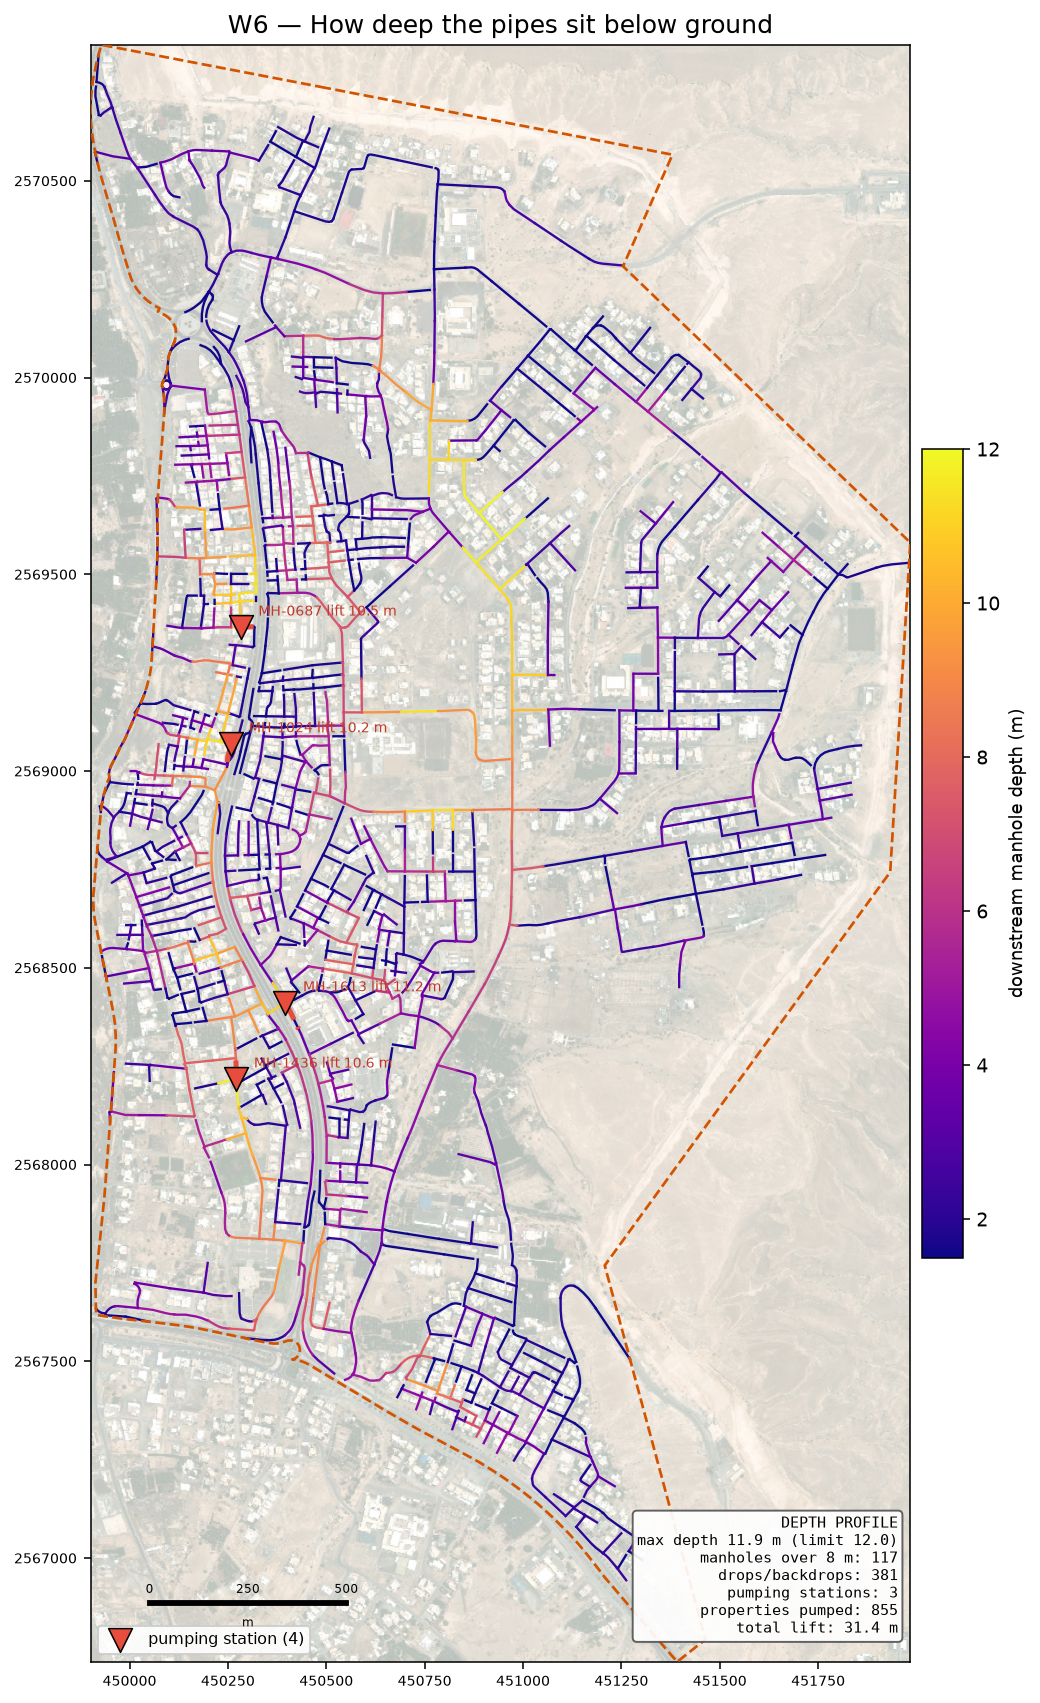 W6 — How deep the pipes sit below ground
2570500
2570000
2569500
2569000
2568500
2568000
2567500
2567000
MH-0687 lift 10.5 m
MH-1024 lift 10.2 m
MH-1613 lift 11.2 m
MH-1436 lift 10.6 m
12
10
8
6
4
2
downstream manhole depth (m)
DEPTH PROFILE
max depth 11.9 m (limit 12.0)
manholes over 8 m: 117
drops/backdrops: 381
pumping stations: 3
properties pumped: 855
total lift: 31.4 m
0 250 500
m
pumping station (4)
450000 450250 450500 450750 451000 451250 451500 451750